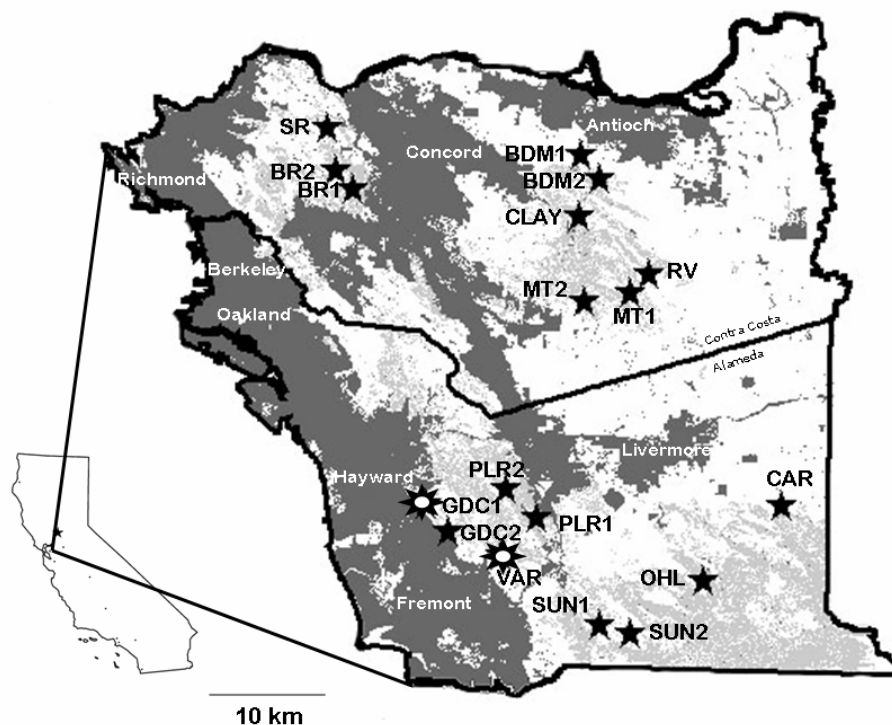 SR
Concord
Antioch
BDM1
BR2
Richmond
BDM2
BR1
CLAY
Berkeley
RV
MT2
Oakland
MT1
Contra Costa
Alameda
Livermore
PLR2
Hayward
CAR
GDC1
PLR1
GDC2
VAR
OHL
Fremont
SUN1
SUN2
10 km